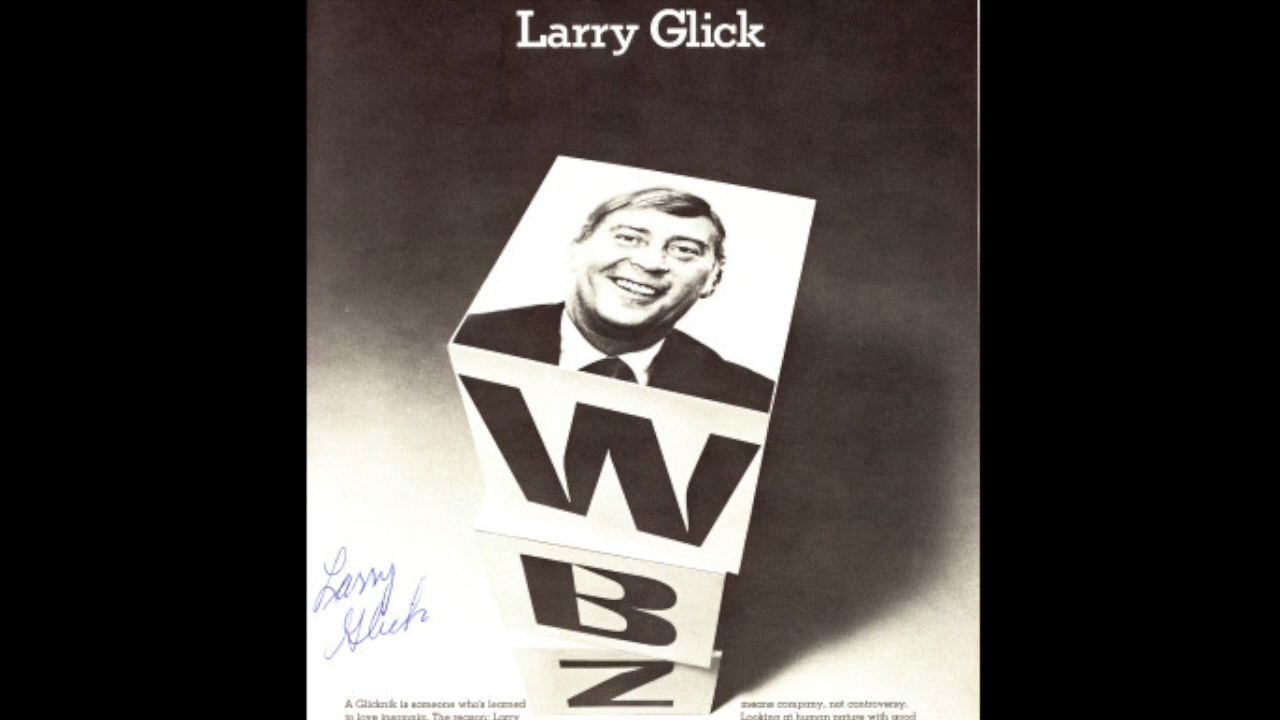 Larry Glick
W
B
Z
Larry
Glick
A Glicknik is someone who's learned
to love insomnia. The reason: Larry
means company, not controversy.
Looking at human nature with good